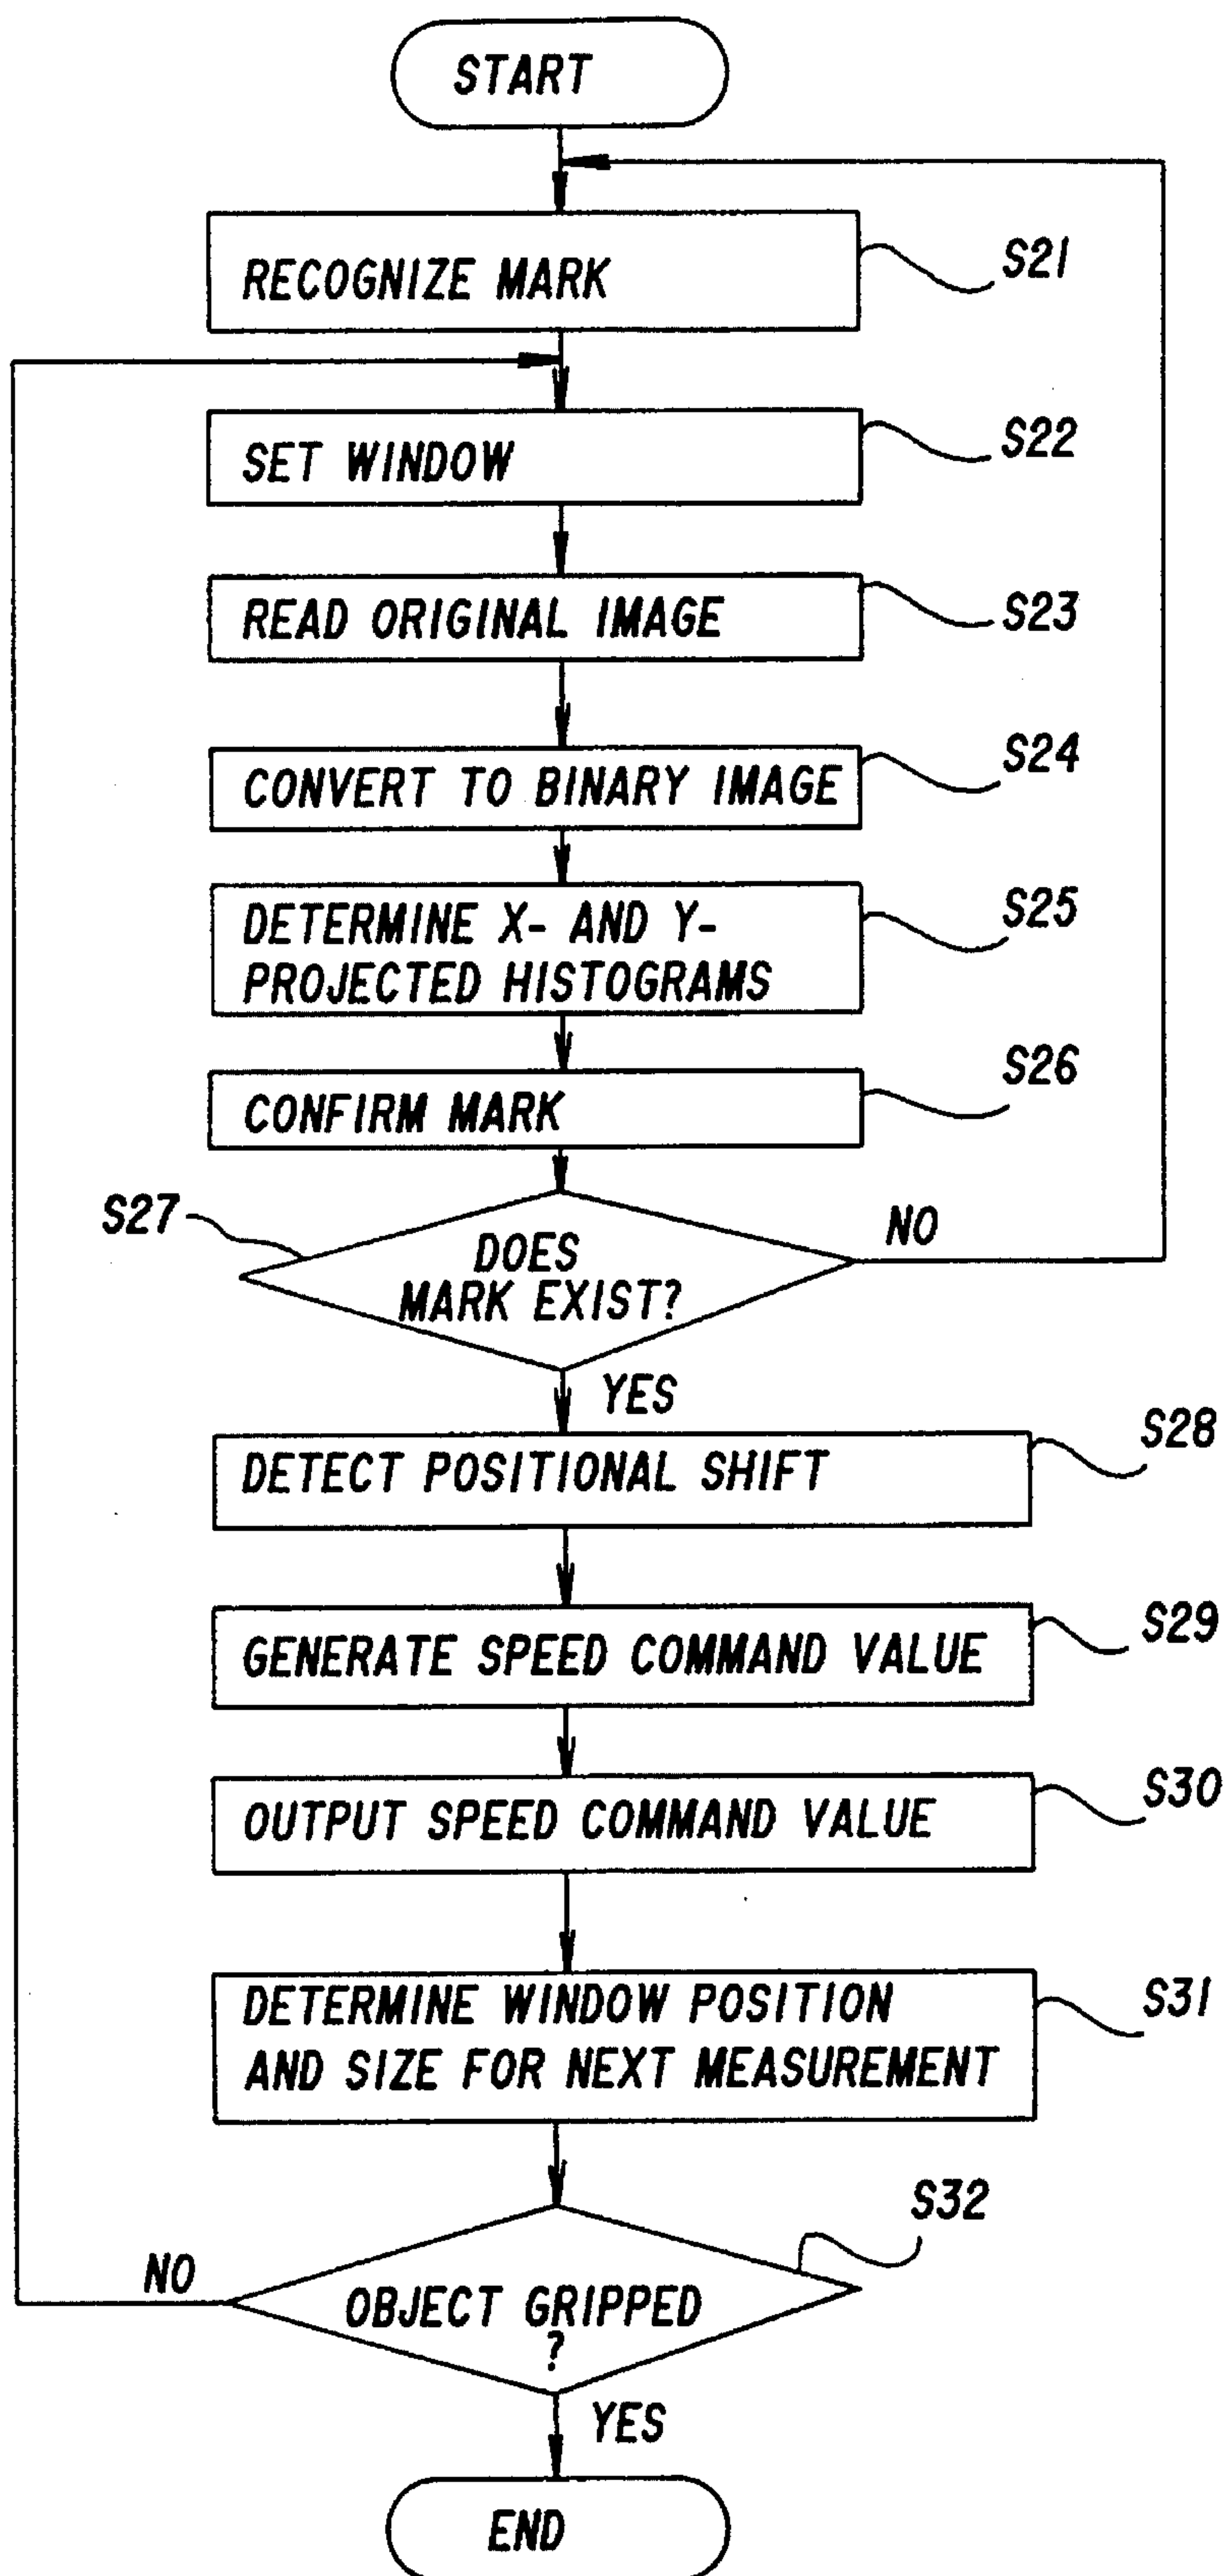 START
RECOGNIZE MARK
S21
SET WINDOW
S22
READ ORIGINAL IMAGE
S23
CONVERT TO BINARY IMAGE
S24
DETERMINE X- AND Y-
PROJECTED HISTOGRAMS
S25
CONFIRM MARK
S26
S27
DOES
MARK EXIST?
NO
YES
DETECT POSITIONAL SHIFT
S28
GENERATE SPEED COMMAND VALUE
S29
OUTPUT SPEED COMMAND VALUE
S30
DETERMINE WINDOW POSITION
AND SIZE FOR NEXT MEASUREMENT
S31
S32
NO
OBJECT GRIPPED
?
YES
END